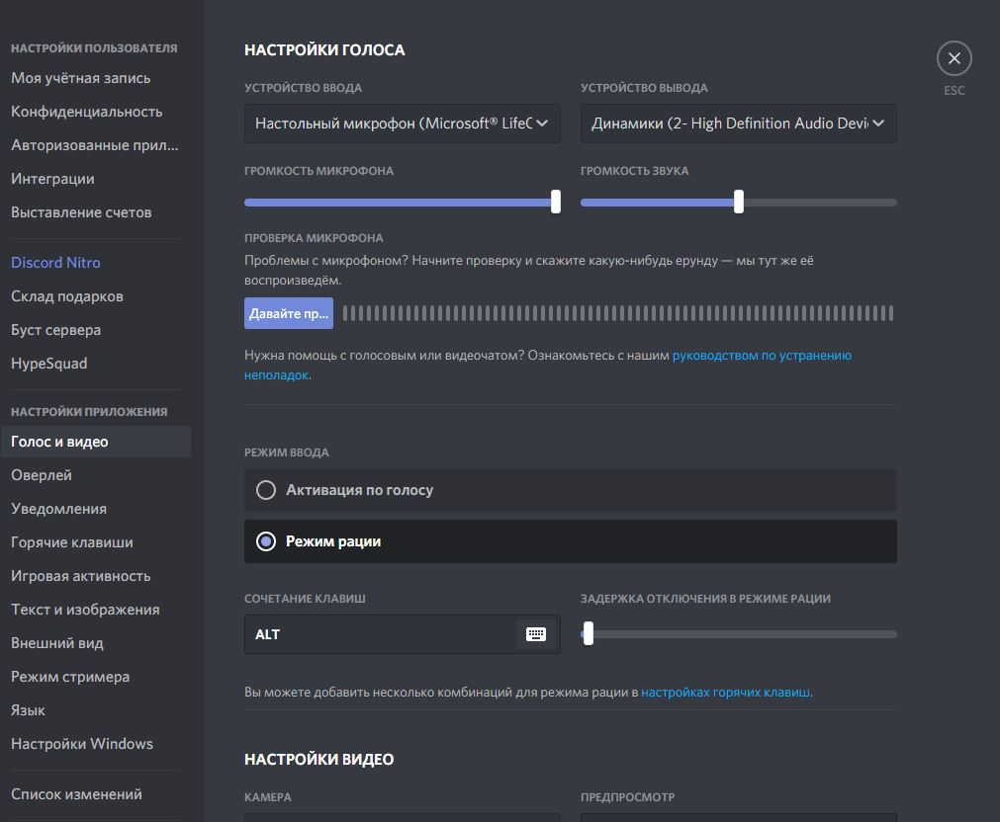 НАСТРОЙКИ ПОЛЬЗОВАТЕЛЯ
Моя учётная запись
Конфиденциальность
Авторизованные прил...
Интеграции
Выставление счетов
Discord Nitro
Склад подарков
Буст сервера
HypeSquad
НАСТРОЙКИ ПРИЛОЖЕНИЯ
Голос и видео
Оверлей
Уведомления
Горячие клавиши
Игровая активность
Текст и изображения
Внешний вид
Режим стримера
Язык
Настройки Windows
Список изменений
НАСТРОЙКИ ГОЛОСА
УСТРОЙСТВО ВВОДА
УСТРОЙСТВО ВЫВОДА
Настольный микрофон (Microsoft® LifeC
Динамики (2- High Definition Audio Devi
ГРОМКОСТЬ МИКРОФОНА
ГРОМКОСТЬ ЗВУКА
ПРОВЕРКА МИКРОФОНА
Проблемы с микрофоном? Начните проверку и скажите какую-нибудь ерунду — мы тут же её
воспроизведём.
Давайте пр...
Нужна помощь с голосовым или видеочатом? Ознакомьтесь с нашим руководством по устранению
неполадок.
РЕЖИМ ВВОДА
Активация по голосу
Режим рации
СОЧЕТАНИЕ КЛАВИШ
ЗАДЕРЖКА ОТКЛЮЧЕНИЯ В РЕЖИМЕ РАЦИИ
ALT
Вы можете добавить несколько комбинаций для режима рации в настройках горячих клавиш.
НАСТРОЙКИ ВИДЕО
КАМЕРА
ПРЕДПРОСМОТР
ESC